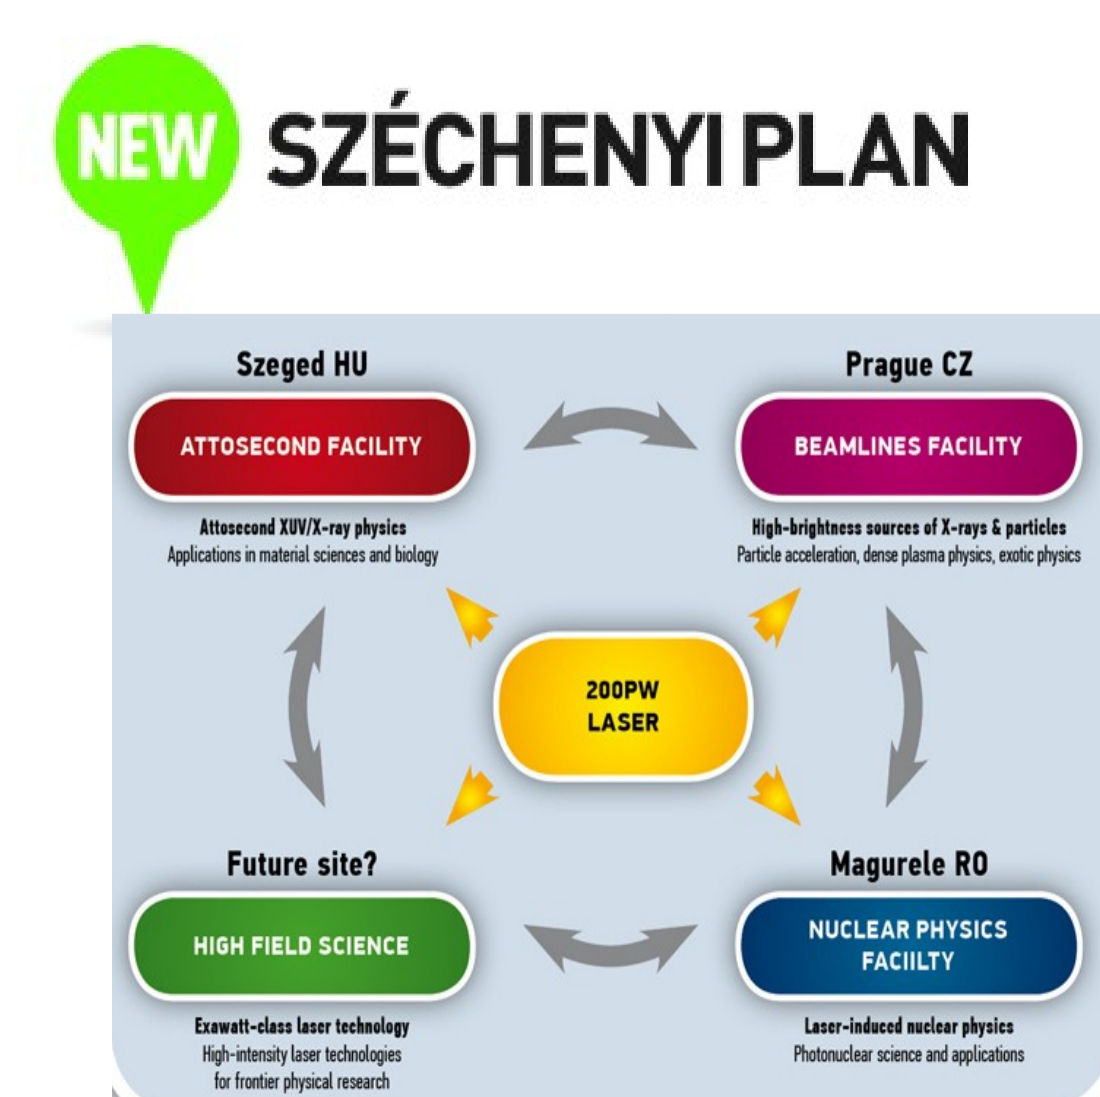 NEW
SZÉCHENYI PLAN
Szeged HU
ATTOSECOND FACILITY
Attosecond XUV/X-ray physics
Applications in material sciences and biology
Prague CZ
BEAMLINES FACILITY
High-brightness sources of X-rays & particles
Particle acceleration, dense plasma physics, exotic physics
200PW
LASER
Future site?
HIGH FIELD SCIENCE
Exawatt-class laser technology
High-intensity laser technologies
for frontier physical research
Magurele RO
NUCLEAR PHYSICS
FACIILTY
Laser-induced nuclear physics
Photonuclear science and applications